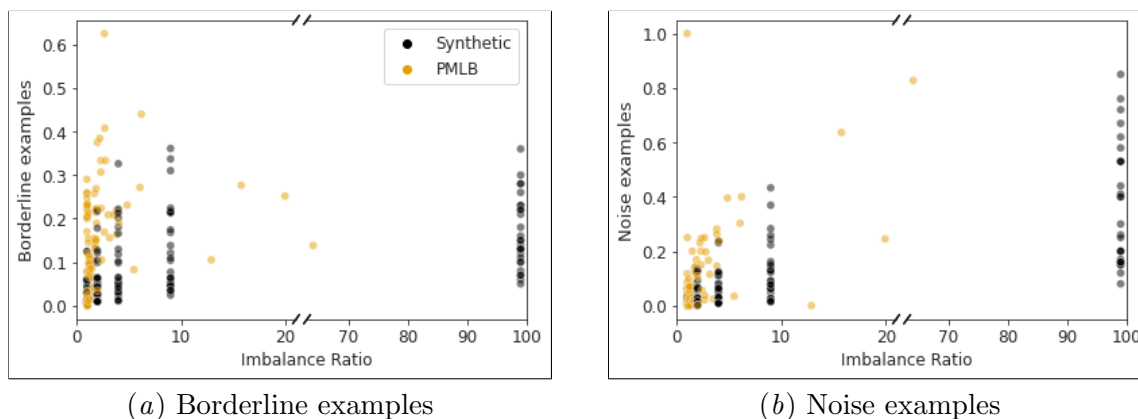 Borderline examples
0.6
0.5
0.4
0.3
0.2
0.1
0.0
0 10 20 70 80 90 100
Imbalance Ratio
Synthetic
PMLB
(a) Borderline examples
Noise examples
1.0
0.8
0.6
0.4
0.2
0.0
0 10 20 70 80 90 100
Imbalance Ratio
(b) Noise examples